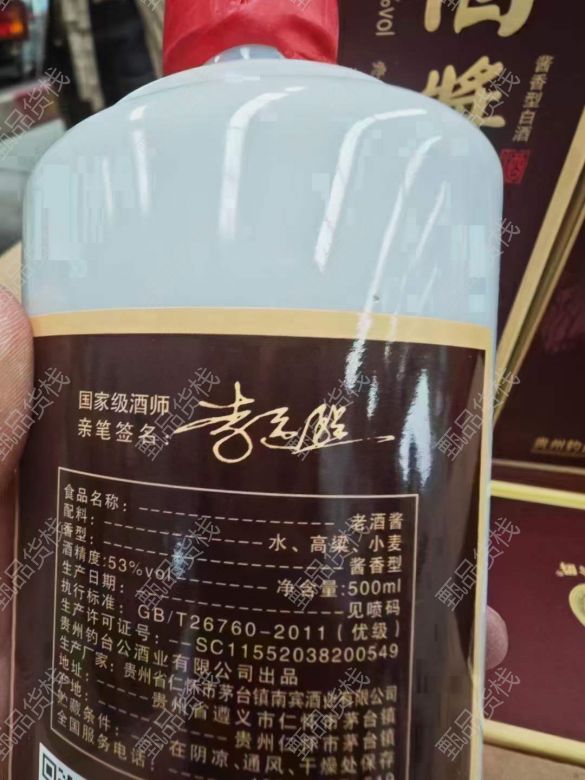 酱
酱香型白酒
vol
国家级酒师
亲笔签名:
食品名称: 老酒酱
配料: 水、高粱、小麦
香型: 酱香型
酒精度:53%vol 净含量:500ml
生产日期: 见喷码
执行标准: GB/T26760-2011 (优级)
生产许可证号: SC11552038200549
贵州钓台公酒业有限公司出品
生产厂家: 贵州省仁怀市茅台镇南宾酒业有限公司
地址: 贵州省遵义市仁怀市茅台镇
产地: 贵州仁怀市茅台镇
贮藏条件: 在阴凉、通风、干燥处保存
全国服务电话:
甄品货栈